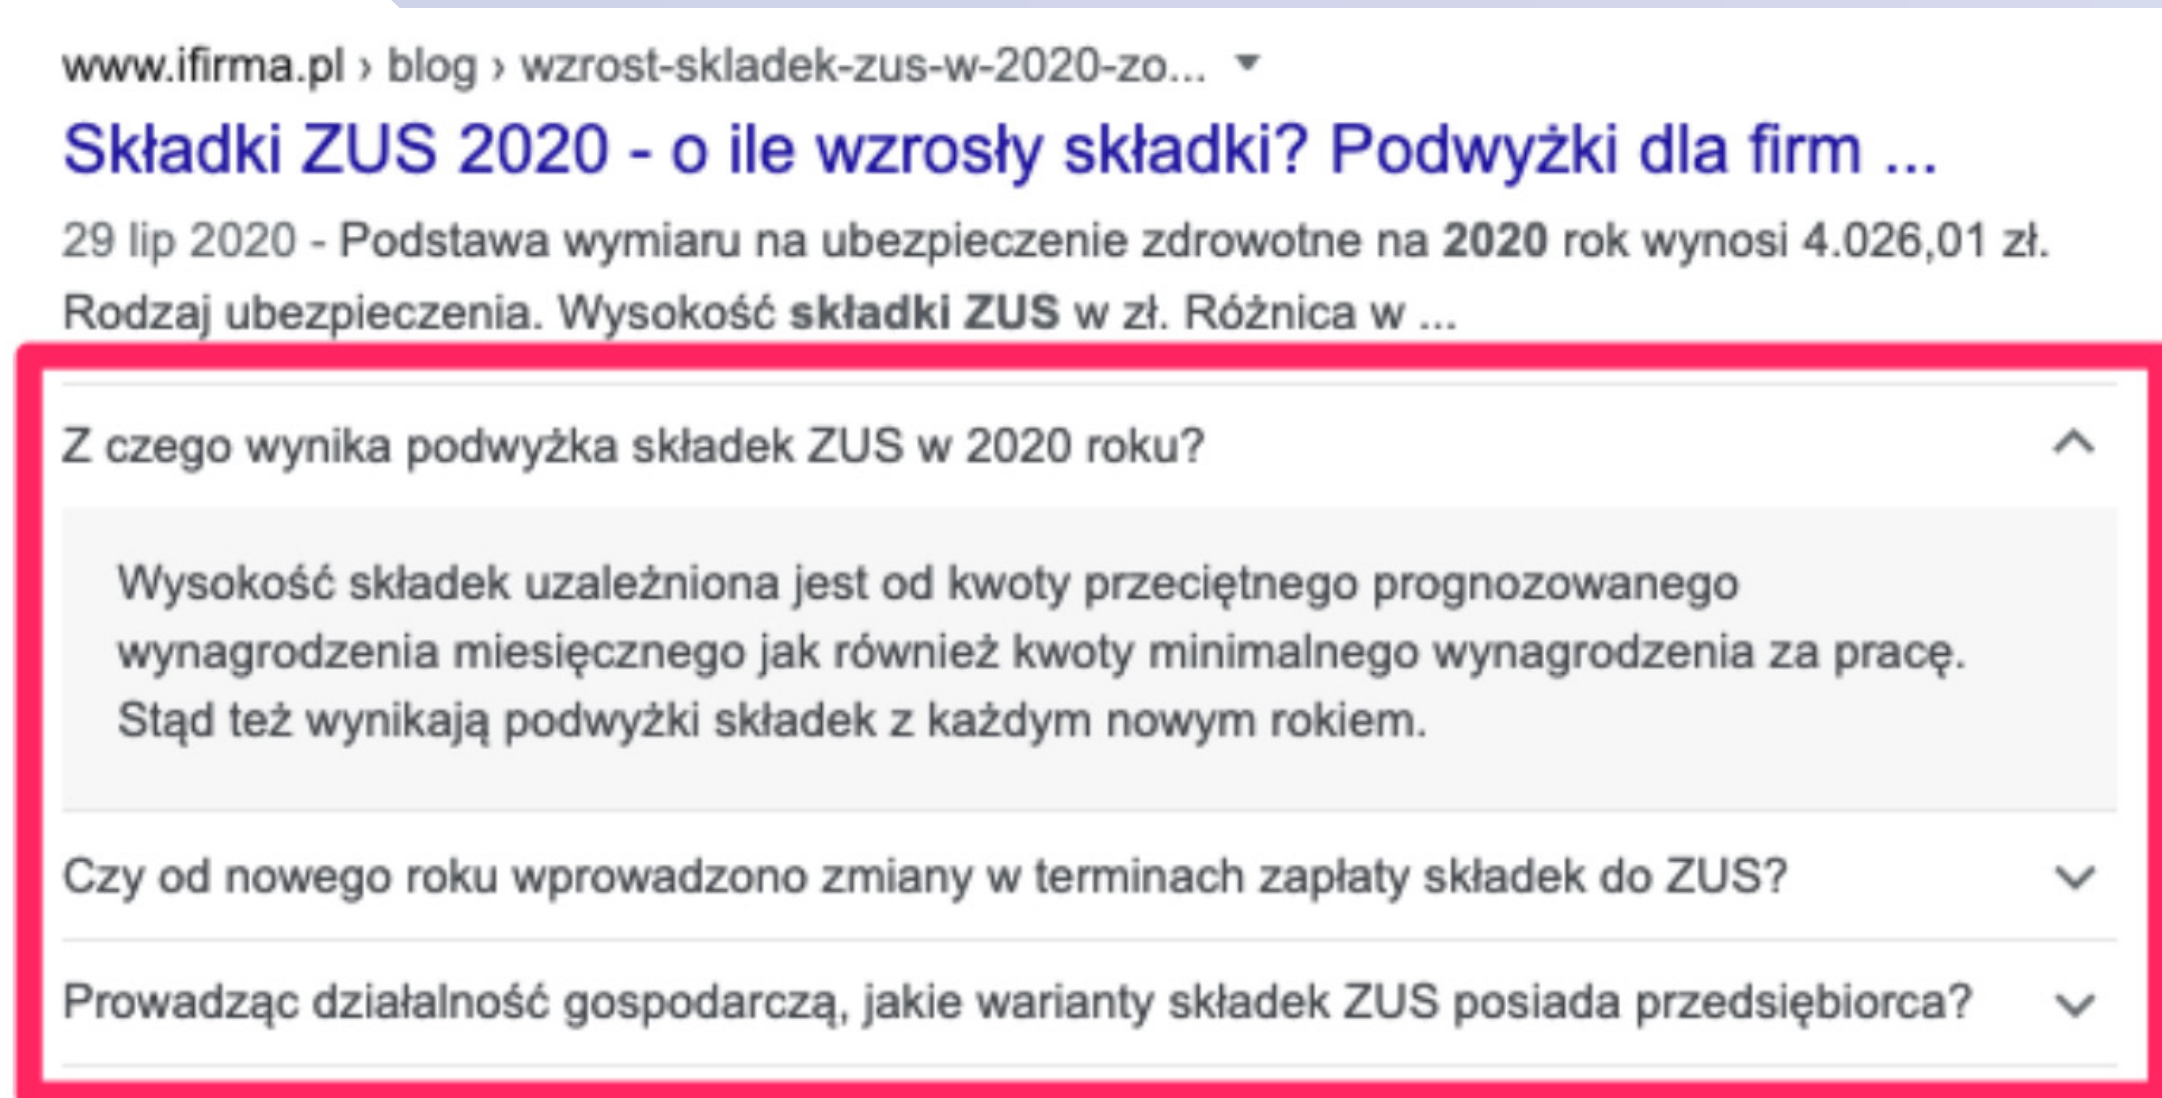 www.ifirma.pl › blog › wzrost-skladek-zus-w-2020-zo...
Składki ZUS 2020 - o ile wzrosły składki? Podwyżki dla firm ...
29 lip 2020 - Podstawa wymiaru na ubezpieczenie zdrowotne na 2020 rok wynosi 4.026,01 zł.
Rodzaj ubezpieczenia. Wysokość składki ZUS w zł. Różnica w ...
Z czego wynika podwyżka składek ZUS w 2020 roku?
Wysokość składek uzależniona jest od kwoty przeciętnego prognozowanego
wynagrodzenia miesięcznego jak również kwoty minimalnego wynagrodzenia za pracę.
Stąd też wynikają podwyżki składek z każdym nowym rokiem.
Czy od nowego roku wprowadzono zmiany w terminach zapłaty składek do ZUS?
Prowadząc działalność gospodarczą, jakie warianty składek ZUS posiada przedsiębiorca?